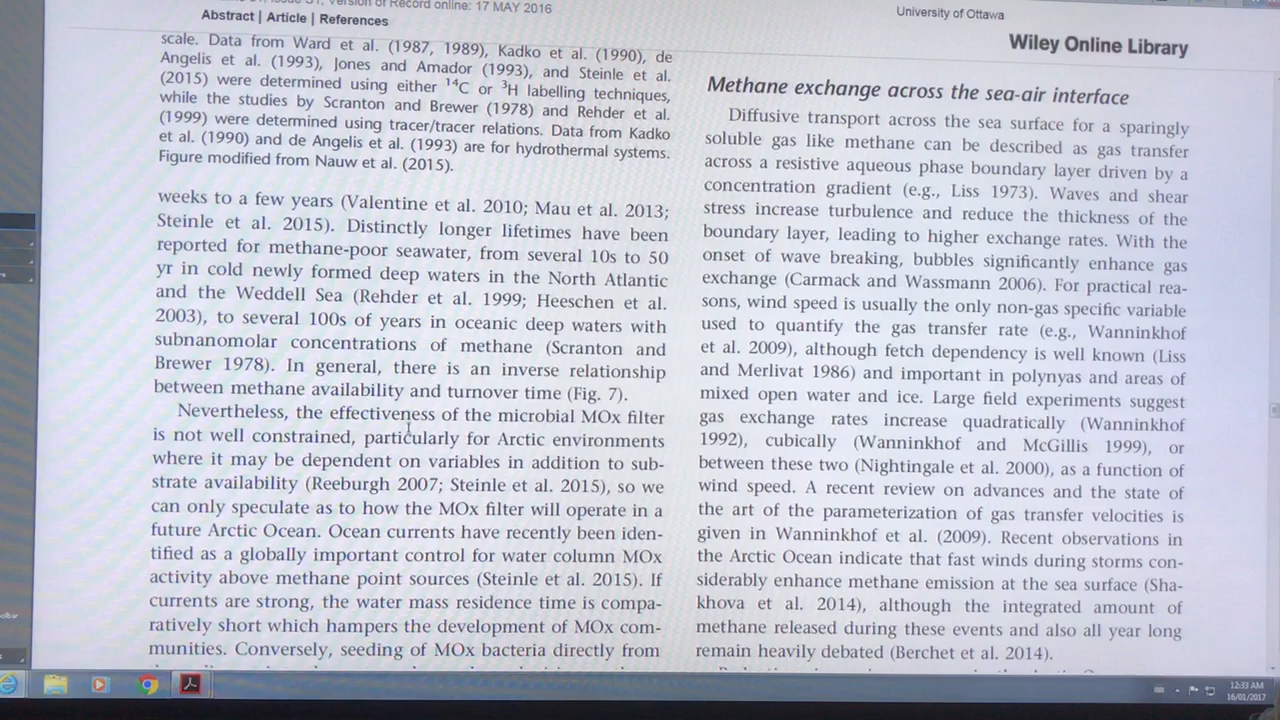 Version of Record online: 17 MAY 2016
Abstract | Article | References
University of Ottawa
Wiley Online Library
scale. Data from Ward et al. (1987, 1989), Kadko et al. (1990), de
Angelis et al. (1993), Jones and Amador (1993), and Steinle et al.
(2015) were determined using either ¹⁴C or ³H labelling techniques,
while the studies by Scranton and Brewer (1978) and Rehder et al.
(1999) were determined using tracer/tracer relations. Data from Kadko
et al. (1990) and de Angelis et al. (1993) are for hydrothermal systems.
Figure modified from Nauw et al. (2015).
weeks to a few years (Valentine et al. 2010; Mau et al. 2013;
Steinle et al. 2015). Distinctly longer lifetimes have been
reported for methane-poor seawater, from several 10s to 50
yr in cold newly formed deep waters in the North Atlantic
and the Weddell Sea (Rehder et al. 1999; Heeschen et al.
2003), to several 100s of years in oceanic deep waters with
subnanomolar concentrations of methane (Scranton and
Brewer 1978). In general, there is an inverse relationship
between methane availability and turnover time (Fig. 7).
Nevertheless, the effectiveness of the microbial MOx filter
is not well constrained, particularly for Arctic environments
where it may be dependent on variables in addition to sub-
strate availability (Reeburgh 2007; Steinle et al. 2015), so we
can only speculate as to how the MOx filter will operate in a
future Arctic Ocean. Ocean currents have recently been iden-
tified as a globally important control for water column MOx
activity above methane point sources (Steinle et al. 2015). If
currents are strong, the water mass residence time is compa-
ratively short which hampers the development of MOx com-
munities. Conversely, seeding of MOx bacteria directly from
Methane exchange across the sea-air interface
Diffusive transport across the sea surface for a sparingly
soluble gas like methane can be described as gas transfer
across a resistive aqueous phase boundary layer driven by a
concentration gradient (e.g., Liss 1973). Waves and shear
stress increase turbulence and reduce the thickness of the
boundary layer, leading to higher exchange rates. With the
onset of wave breaking, bubbles significantly enhance gas
exchange (Carmack and Wassmann 2006). For practical rea-
sons, wind speed is usually the only non-gas specific variable
used to quantify the gas transfer rate (e.g., Wanninkhof
et al. 2009), although fetch dependency is well known (Liss
and Merlivat 1986) and important in polynyas and areas of
mixed open water and ice. Large field experiments suggest
gas exchange rates increase quadratically (Wanninkhof
1992), cubically (Wanninkhof and McGillis 1999), or
between these two (Nightingale et al. 2000), as a function of
wind speed. A recent review on advances and the state of
the art of the parameterization of gas transfer velocities is
given in Wanninkhof et al. (2009). Recent observations in
the Arctic Ocean indicate that fast winds during storms con-
siderably enhance methane emission at the sea surface (Sha-
khova et al. 2014), although the integrated amount of
methane released during these events and also all year long
remain heavily debated (Berchet et al. 2014).
12:33 AM
16/01/2017